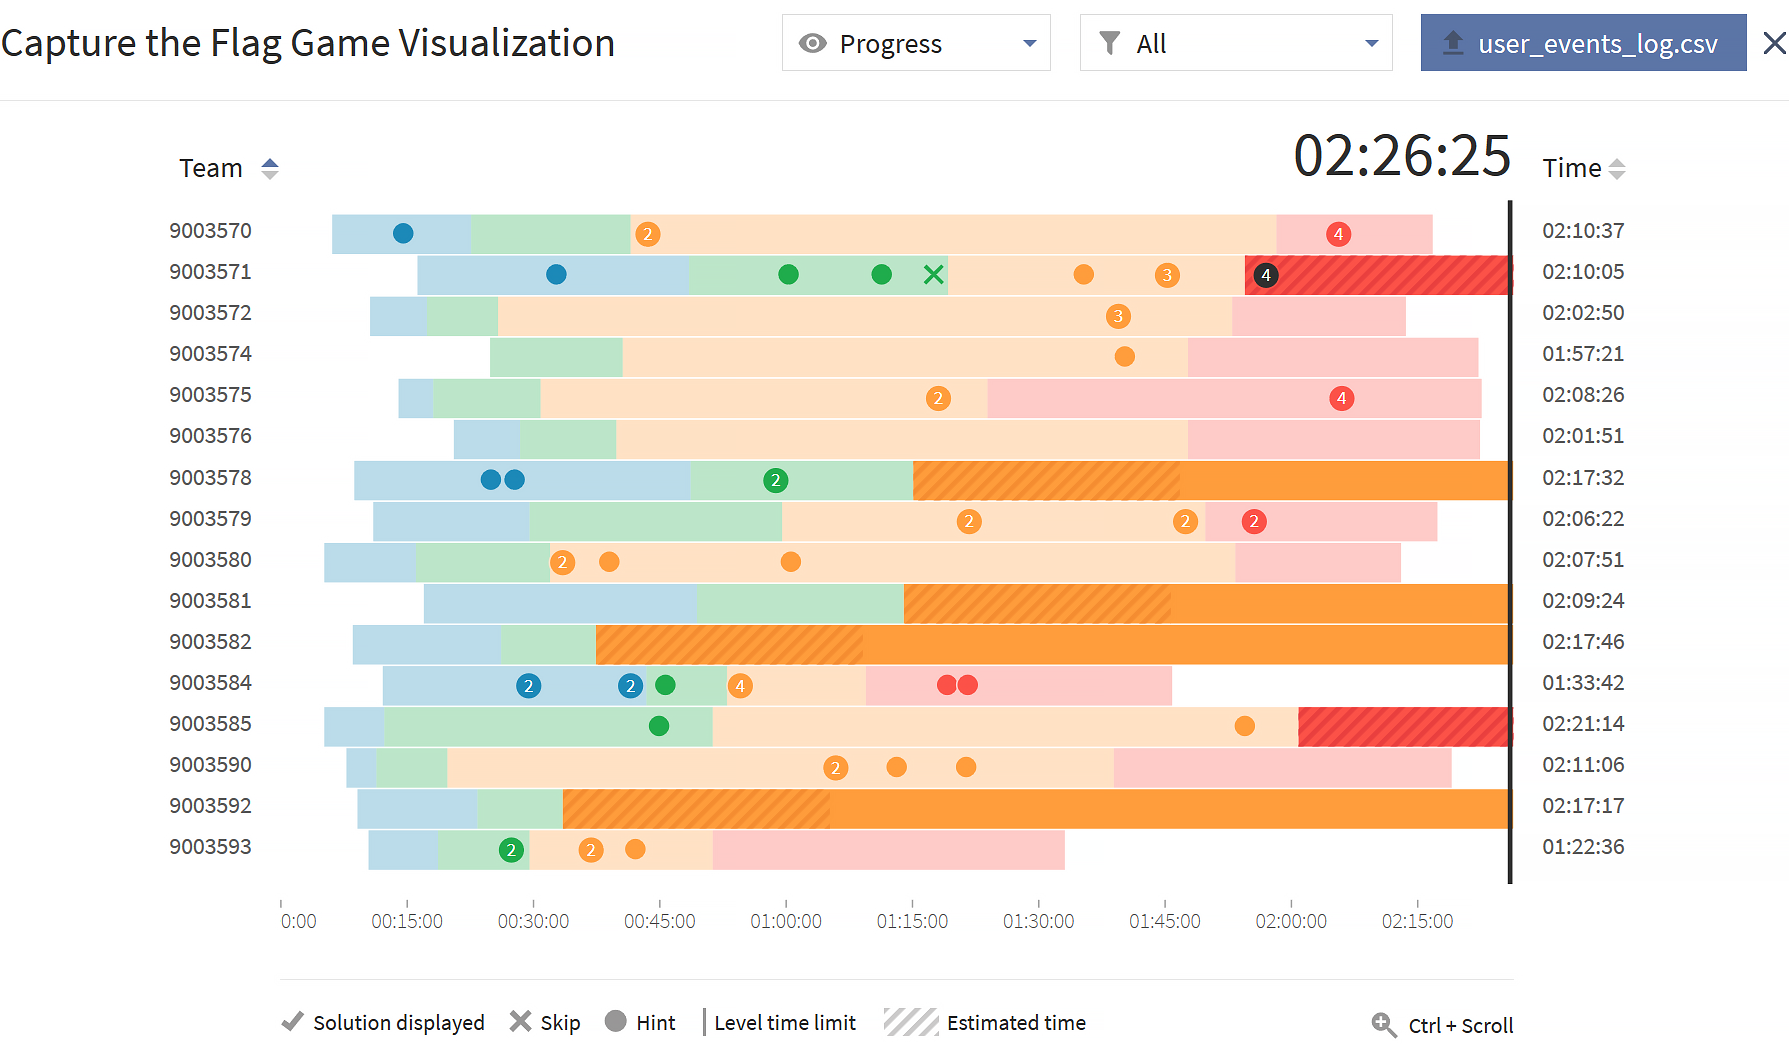 Capture the Flag Game Visualization
Progress
All
user_events_log.csv
02:26:25
Team
Time
9003570 2 4 02:10:37
9003571 3 4 02:10:05
9003572 3 02:02:50
9003574 01:57:21
9003575 2 4 02:08:26
9003576 02:01:51
9003578 2 02:17:32
9003579 2 2 2 02:06:22
9003580 2 02:07:51
9003581 02:09:24
9003582 02:17:46
9003584 2 2 4 01:33:42
9003585 02:21:14
9003590 2 02:11:06
9003592 02:17:17
9003593 2 2 01:22:36
0:00 00:15:00 00:30:00 00:45:00 01:00:00 01:15:00 01:30:00 01:45:00 02:00:00 02:15:00
Solution displayed Skip Hint Level time limit Estimated time Ctrl + Scroll